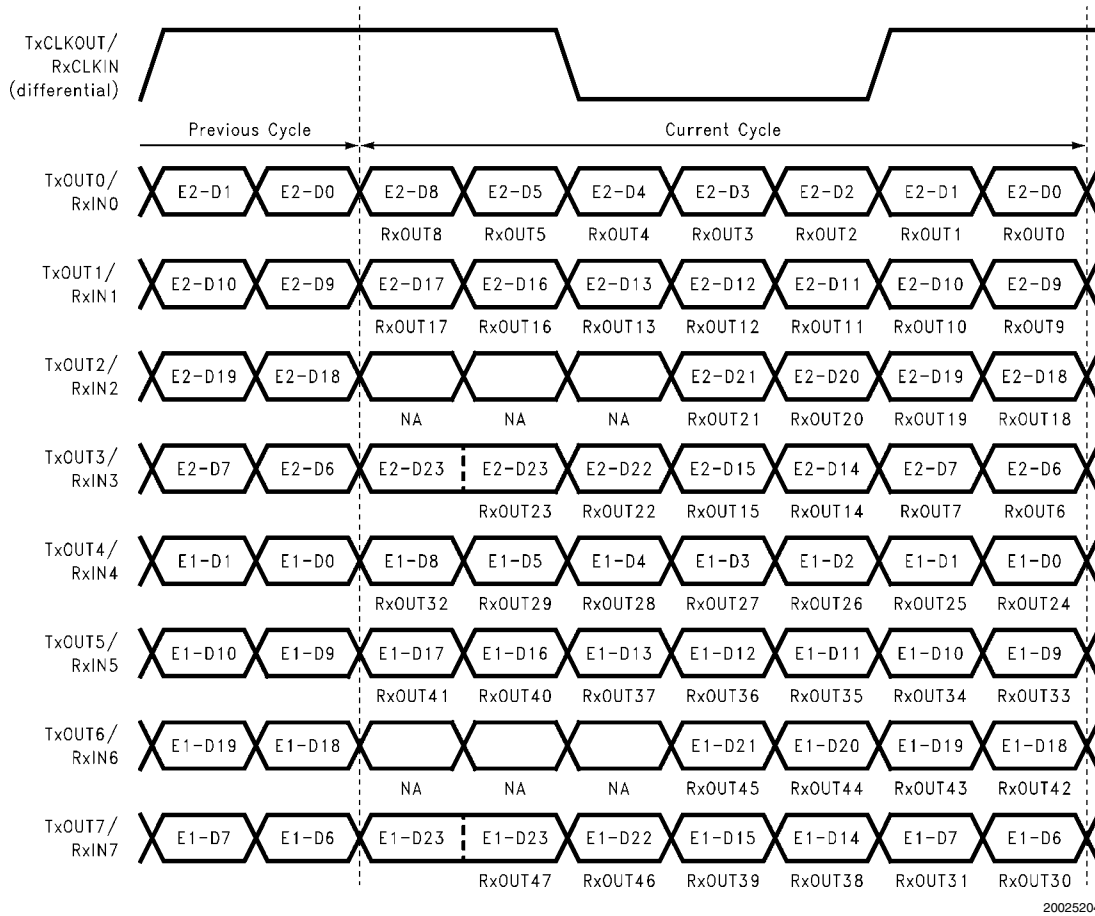 TxCLKOUT/
RxCLKIN
(differential)
Previous Cycle
Current Cycle
TxOUT0/
RxIN0
E2-D1 E2-D0 E2-D8 E2-D5 E2-D4 E2-D3 E2-D2 E2-D1 E2-D0
RxOUT8 RxOUT5 RxOUT4 RxOUT3 RxOUT2 RxOUT1 RxOUT0
TxOUT1/
RxIN1
E2-D10 E2-D9 E2-D17 E2-D16 E2-D13 E2-D12 E2-D11 E2-D10 E2-D9
RxOUT17 RxOUT16 RxOUT13 RxOUT12 RxOUT11 RxOUT10 RxOUT9
TxOUT2/
RxIN2
E2-D19 E2-D18 E2-D21 E2-D20 E2-D19 E2-D18
NA NA NA RxOUT21 RxOUT20 RxOUT19 RxOUT18
TxOUT3/
RxIN3
E2-D7 E2-D6 E2-D23 E2-D23 E2-D22 E2-D15 E2-D14 E2-D7 E2-D6
RxOUT23 RxOUT22 RxOUT15 RxOUT14 RxOUT7 RxOUT6
TxOUT4/
RxIN4
E1-D1 E1-D0 E1-D8 E1-D5 E1-D4 E1-D3 E1-D2 E1-D1 E1-D0
RxOUT32 RxOUT29 RxOUT28 RxOUT27 RxOUT26 RxOUT25 RxOUT24
TxOUT5/
RxIN5
E1-D10 E1-D9 E1-D17 E1-D16 E1-D13 E1-D12 E1-D11 E1-D10 E1-D9
RxOUT41 RxOUT40 RxOUT37 RxOUT36 RxOUT35 RxOUT34 RxOUT33
TxOUT6/
RxIN6
E1-D19 E1-D18 E1-D21 E1-D20 E1-D19 E1-D18
NA NA NA RxOUT45 RxOUT44 RxOUT43 RxOUT42
TxOUT7/
RxIN7
E1-D7 E1-D6 E1-D23 E1-D23 E1-D22 E1-D15 E1-D14 E1-D7 E1-D6
RxOUT47 RxOUT46 RxOUT39 RxOUT38 RxOUT31 RxOUT30